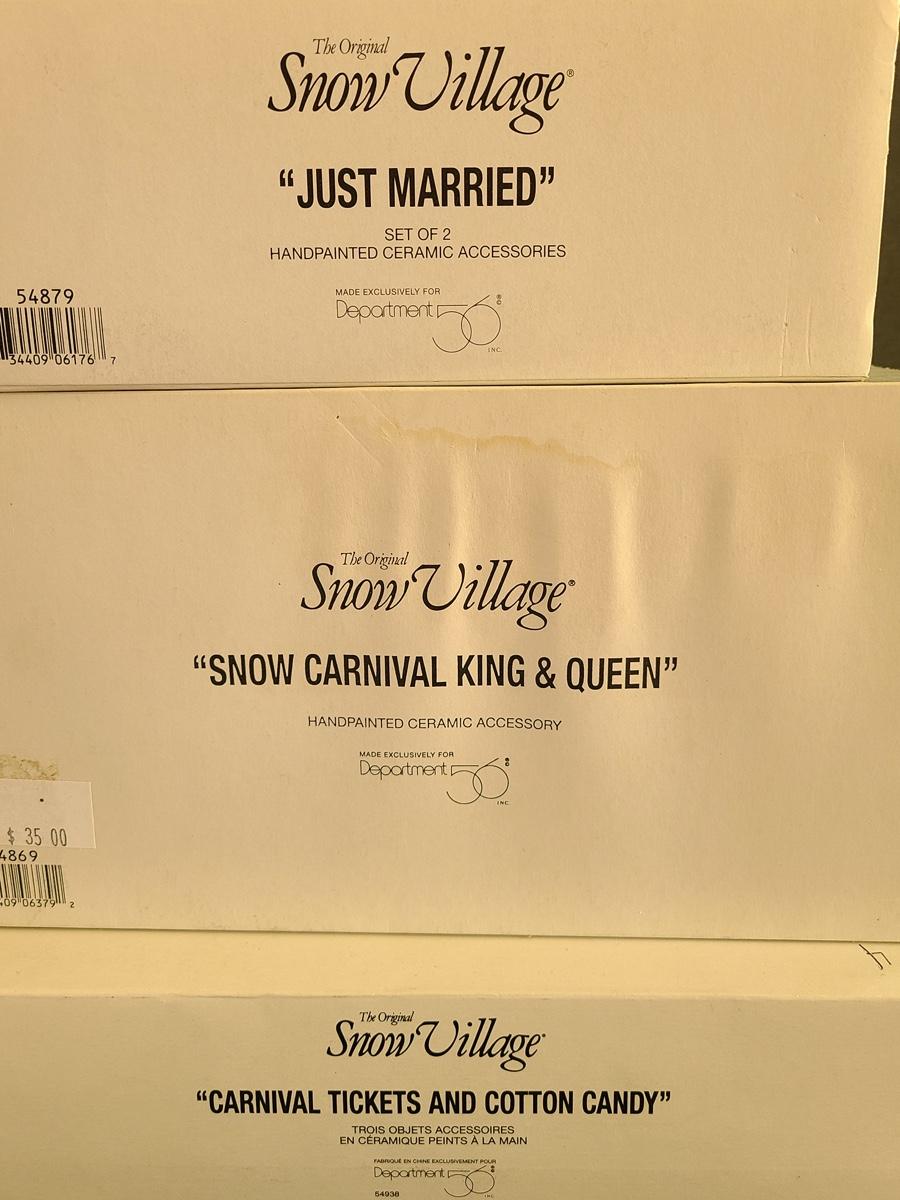 The Original
Snow Village®
“JUST MARRIED”
SET OF 2
HANDPAINTED CERAMIC ACCESSORIES
54879
34409 06176 7
MADE EXCLUSIVELY FOR
Department 56 ®©
INC.
The Original
Snow Village®
“SNOW CARNIVAL KING & QUEEN”
HANDPAINTED CERAMIC ACCESSORY
MADE EXCLUSIVELY FOR
Department 56
INC.
$ 35 00
4869
409 06379 2
The Original
Snow Village
“CARNIVAL TICKETS AND COTTON CANDY”
TROIS OBJETS ACCESSOIRES
EN CÉRAMIQUE PEINTS À LA MAIN
FABRIQUÉ EN CHINE EXCLUSIVEMENT POUR
Department 56
INC.
54938